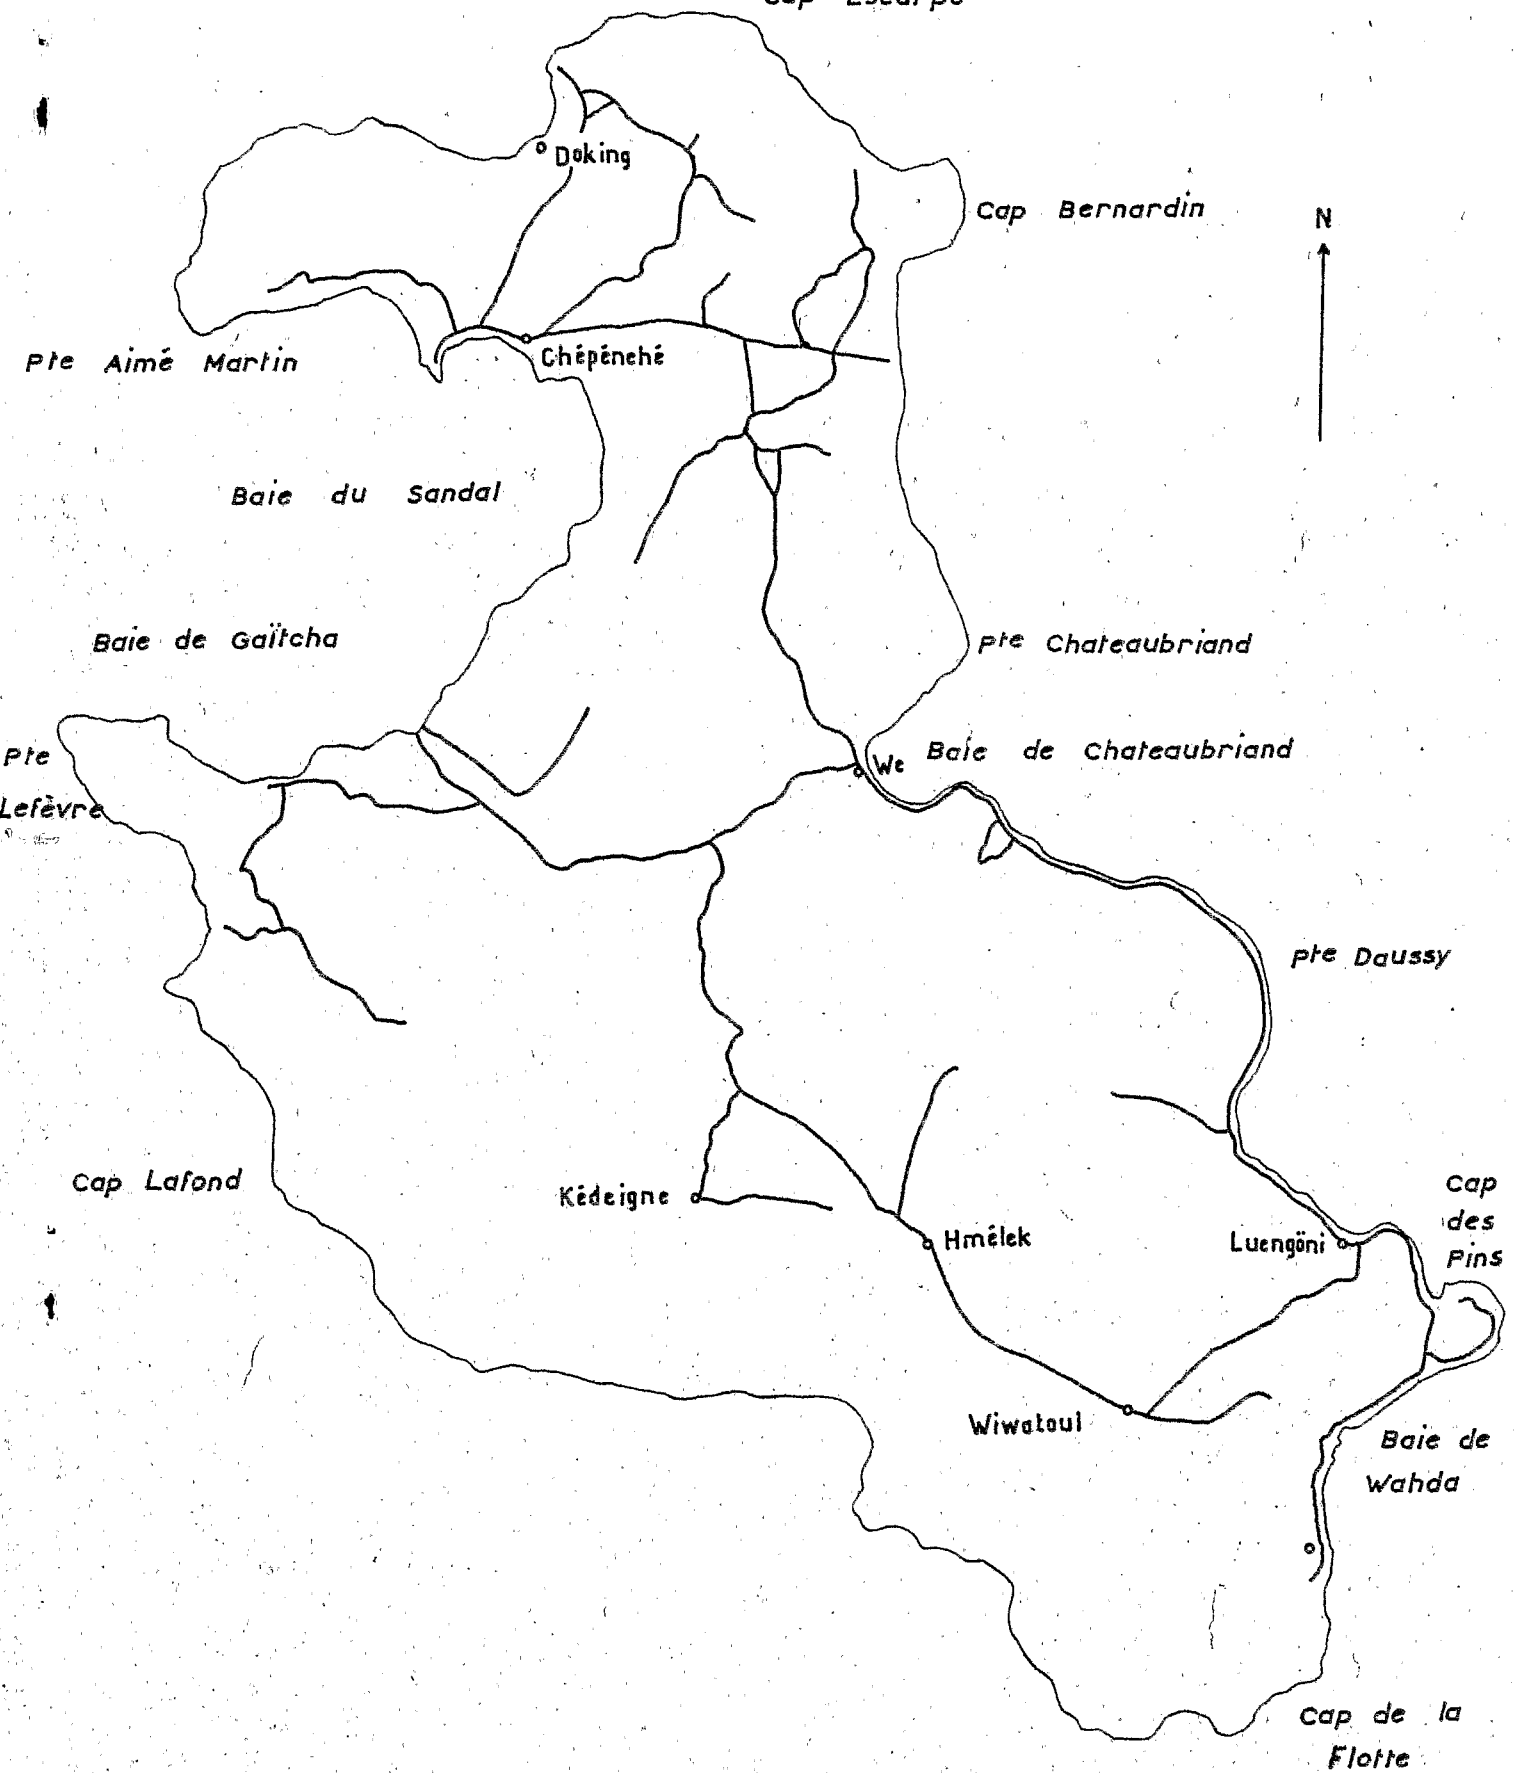 Cap Escarpé
Doking
Cap Bernardin
N
Pte Aimé Martin
Chépénehé
Baie du Sandal
Baie de Gaïtcha
Pte Chateaubriand
Pte
Lefèvre
We
Baie de Chateaubriand
Pte Daussy
Cap Lafond
Kédeigne
Hmélek
Luengöni
Cap
des
Pins
Wiwatoul
Baie de
Wahda
Cap de la
Flotte